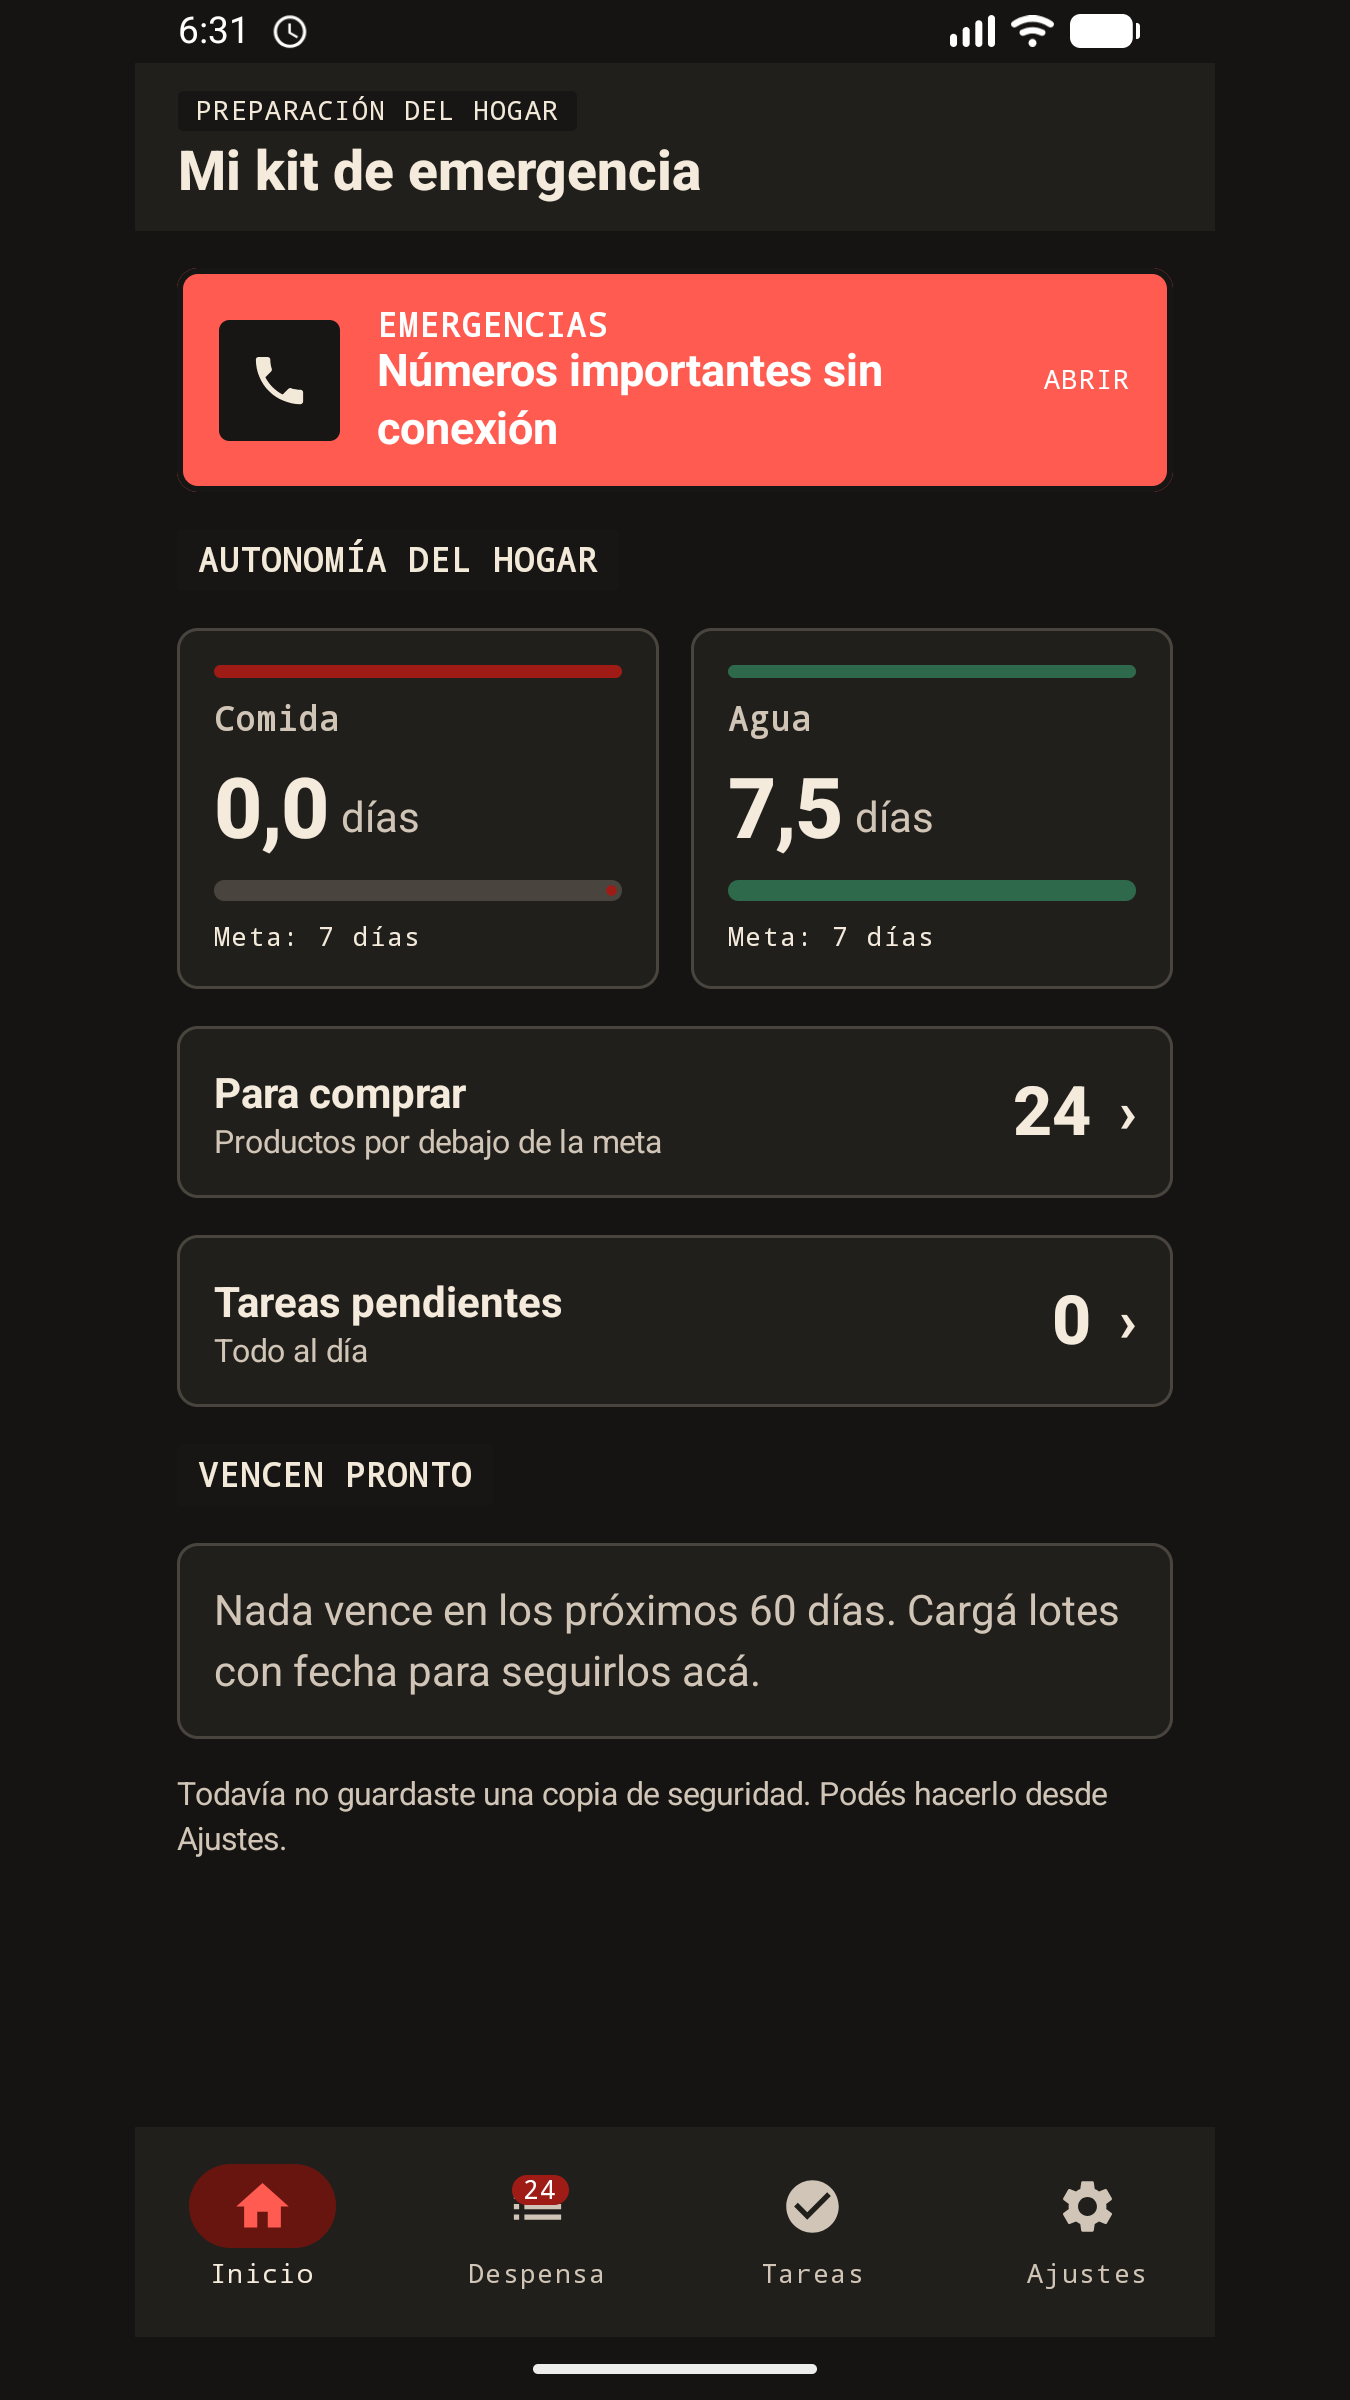 6:31
PREPARACIÓN DEL HOGAR
Mi kit de emergencia
EMERGENCIAS
Números importantes sin
conexión
ABRIR
AUTONOMÍA DEL HOGAR
Comida
0,0 días
Meta: 7 días
Agua
7,5 días
Meta: 7 días
Para comprar
Productos por debajo de la meta
24 ›
Tareas pendientes
Todo al día
0 ›
VENCEN PRONTO
Nada vence en los próximos 60 días. Cargá lotes
con fecha para seguirlos acá.
Todavía no guardaste una copia de seguridad. Podés hacerlo desde
Ajustes.
24
Inicio
Despensa
Tareas
Ajustes